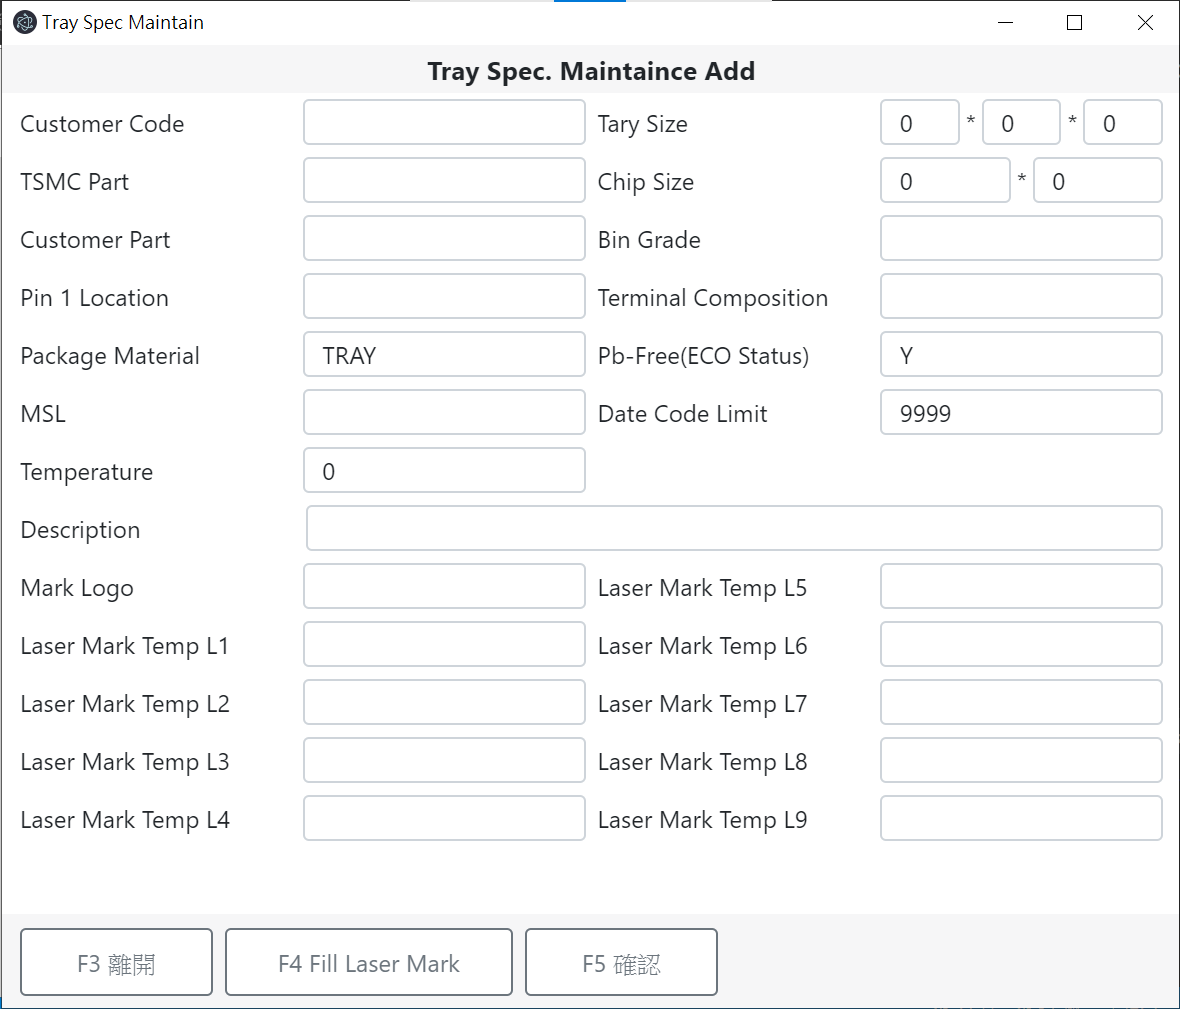 Tray Spec Maintain
Tray Spec. Maintaince Add
Customer Code Tary Size 0 * 0 * 0
TSMC Part Chip Size 0 * 0
Customer Part Bin Grade
Pin 1 Location Terminal Composition
Package Material TRAY Pb-Free(ECO Status) Y
MSL Date Code Limit 9999
Temperature 0
Description
Mark Logo Laser Mark Temp L5
Laser Mark Temp L1 Laser Mark Temp L6
Laser Mark Temp L2 Laser Mark Temp L7
Laser Mark Temp L3 Laser Mark Temp L8
Laser Mark Temp L4 Laser Mark Temp L9
F3 離開 F4 Fill Laser Mark F5 確認